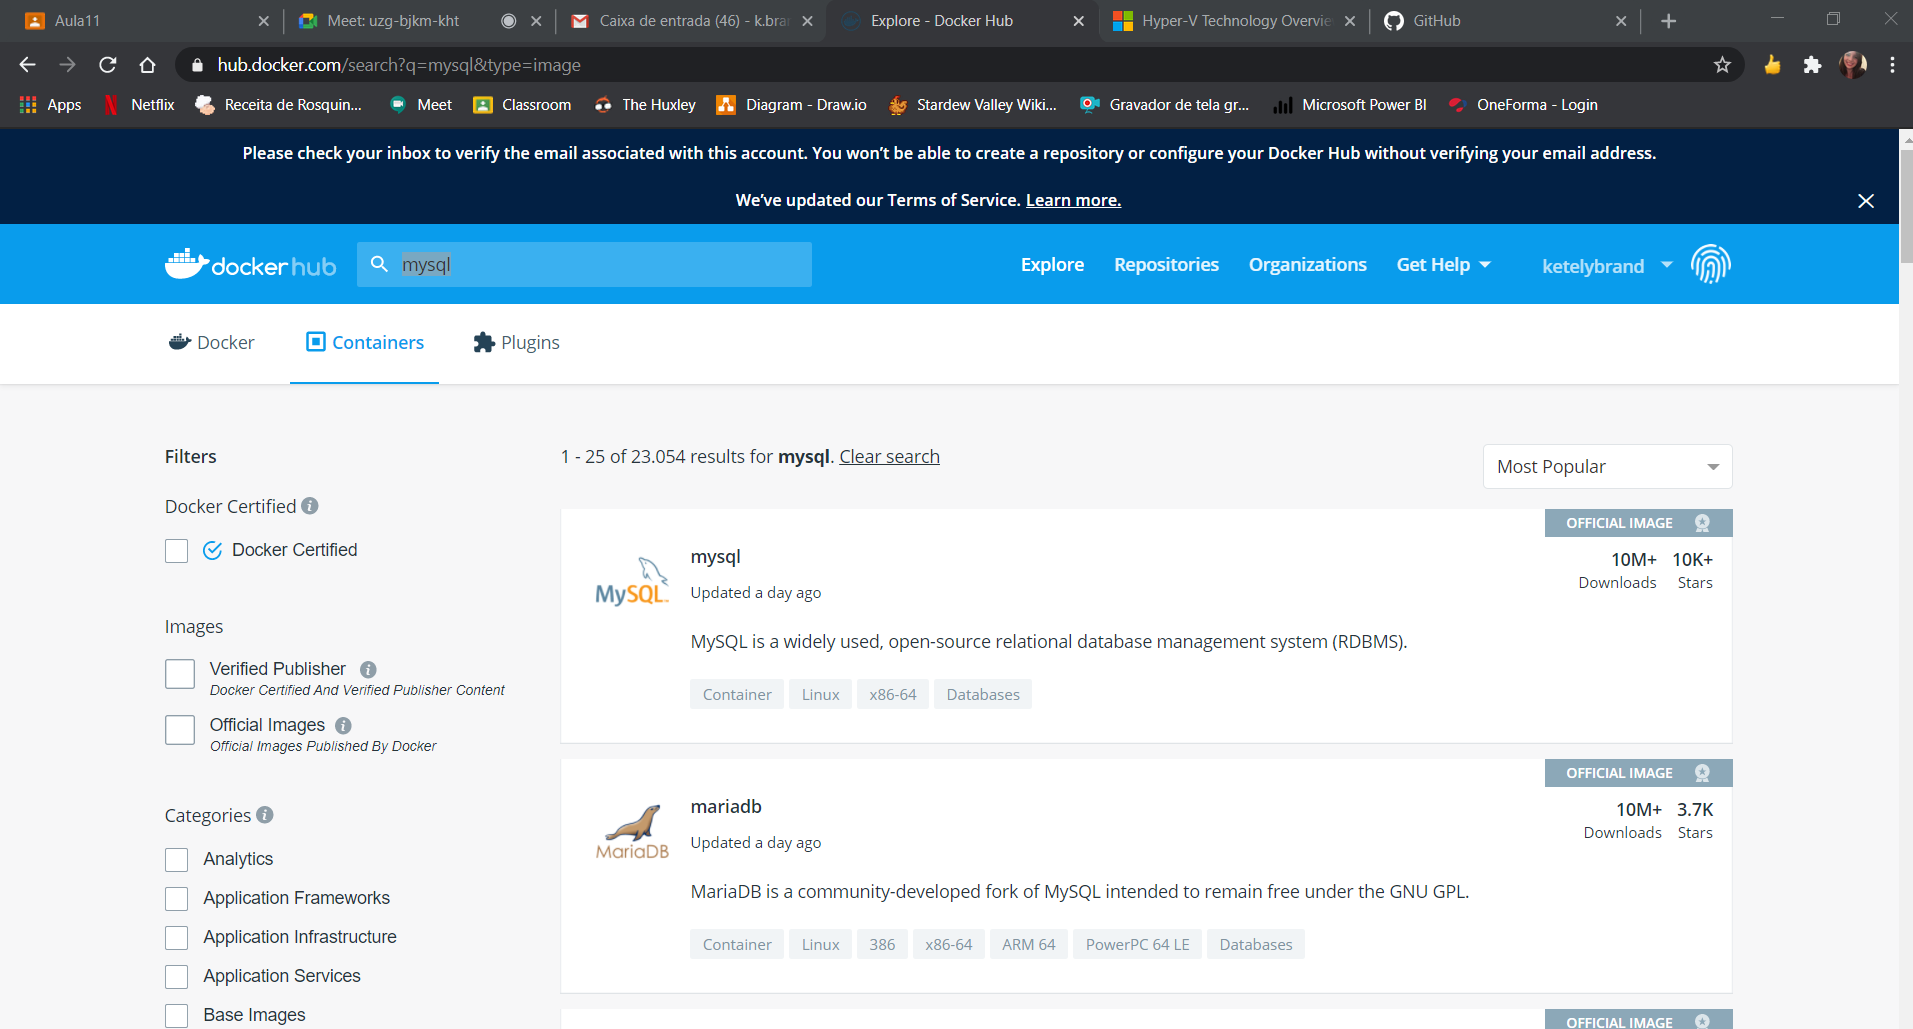 Aula11
Meet: uzg-bjkm-kht
Caixa de entrada (46) - k.bra
Explore - Docker Hub
Hyper-V Technology Overvie
GitHub
hub.docker.com/search?q=mysql&type=image
Apps
Netflix
Receita de Rosquin...
Meet
Classroom
The Huxley
Diagram - Draw.io
Stardew Valley Wiki...
Gravador de tela gr...
Microsoft Power BI
OneForma - Login
Please check your inbox to verify the email associated with this account. You won’t be able to create a repository or configure your Docker Hub without verifying your email address.
We’ve updated our Terms of Service. Learn more.
docker hub
mysql
Explore
Repositories
Organizations
Get Help
ketelybrand
Docker
Containers
Plugins
Filters
Docker Certified
Docker Certified
Images
Verified Publisher
Docker Certified And Verified Publisher Content
Official Images
Official Images Published By Docker
Categories
Analytics
Application Frameworks
Application Infrastructure
Application Services
Base Images
1 - 25 of 23.054 results for mysql. Clear search
Most Popular
OFFICIAL IMAGE
MySQL
mysql
Updated a day ago
10M+ 10K+
Downloads Stars
MySQL is a widely used, open-source relational database management system (RDBMS).
Container Linux x86-64 Databases
OFFICIAL IMAGE
MariaDB
mariadb
Updated a day ago
10M+ 3.7K
Downloads Stars
MariaDB is a community-developed fork of MySQL intended to remain free under the GNU GPL.
Container Linux 386 x86-64 ARM 64 PowerPC 64 LE Databases
OFFICIAL IMAGE